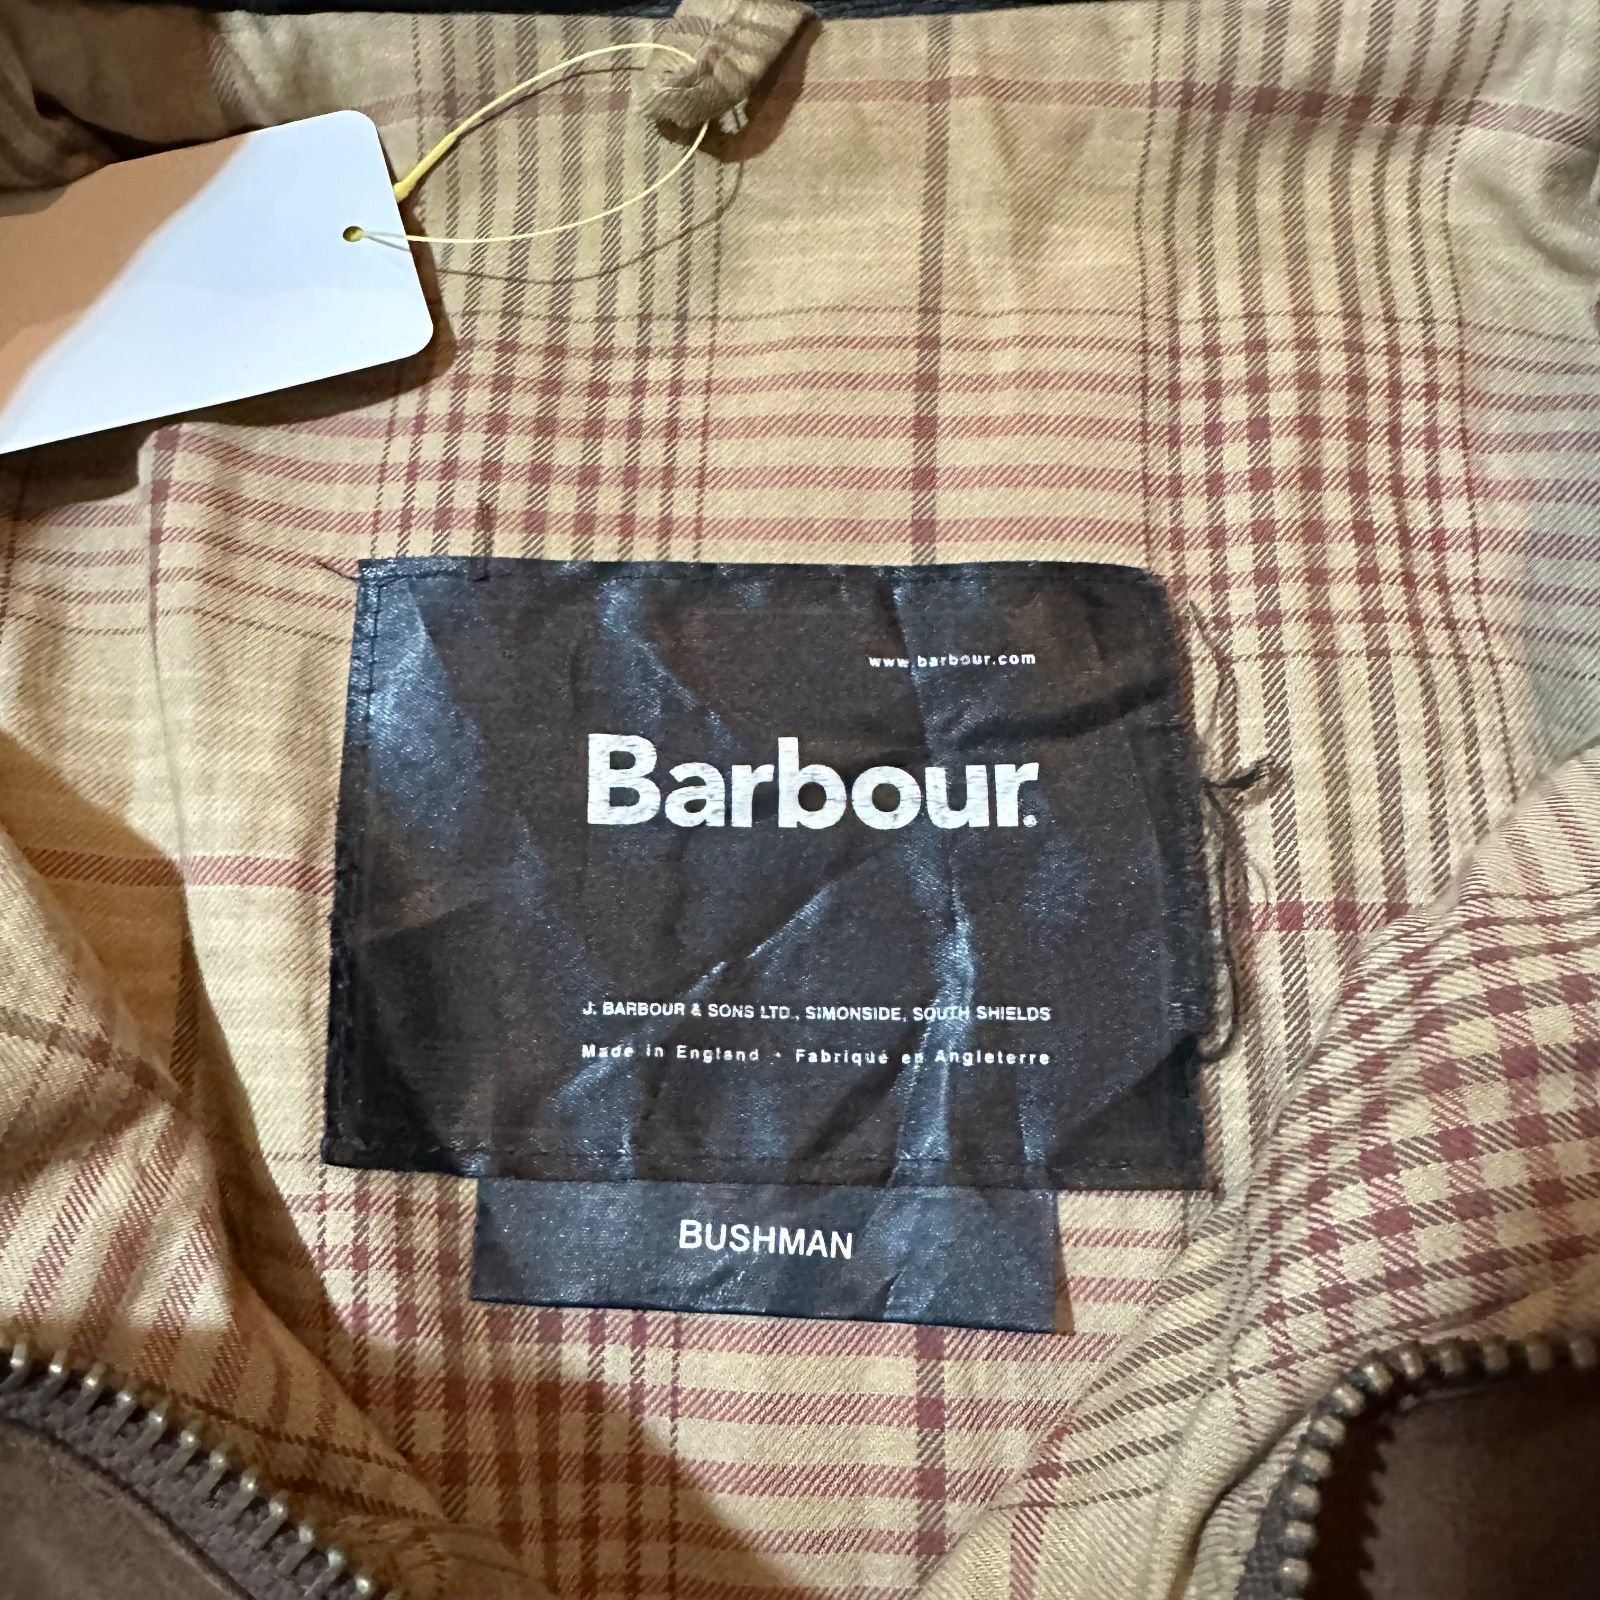 www.barbour.com
Barbour®
J. BARBOUR & SONS LTD., SIMONSIDE, SOUTH SHIELDS
Made in England • Fabriqué en Angleterre
BUSHMAN